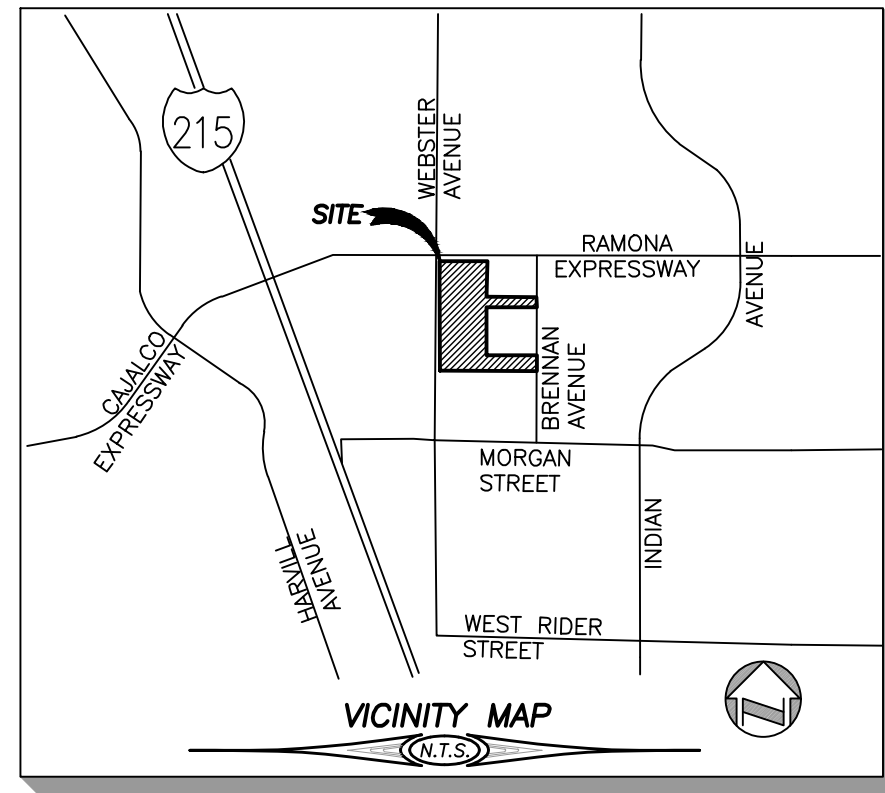 215
WEBSTER
AVENUE
SITE
RAMONA
EXPRESSWAY
AVENUE
CAJALCO
EXPRESSWAY
BRENNAN
AVENUE
MORGAN
STREET
INDIAN
HARVILL
AVENUE
WEST RIDER
STREET
N
VICINITY MAP
N.T.S.